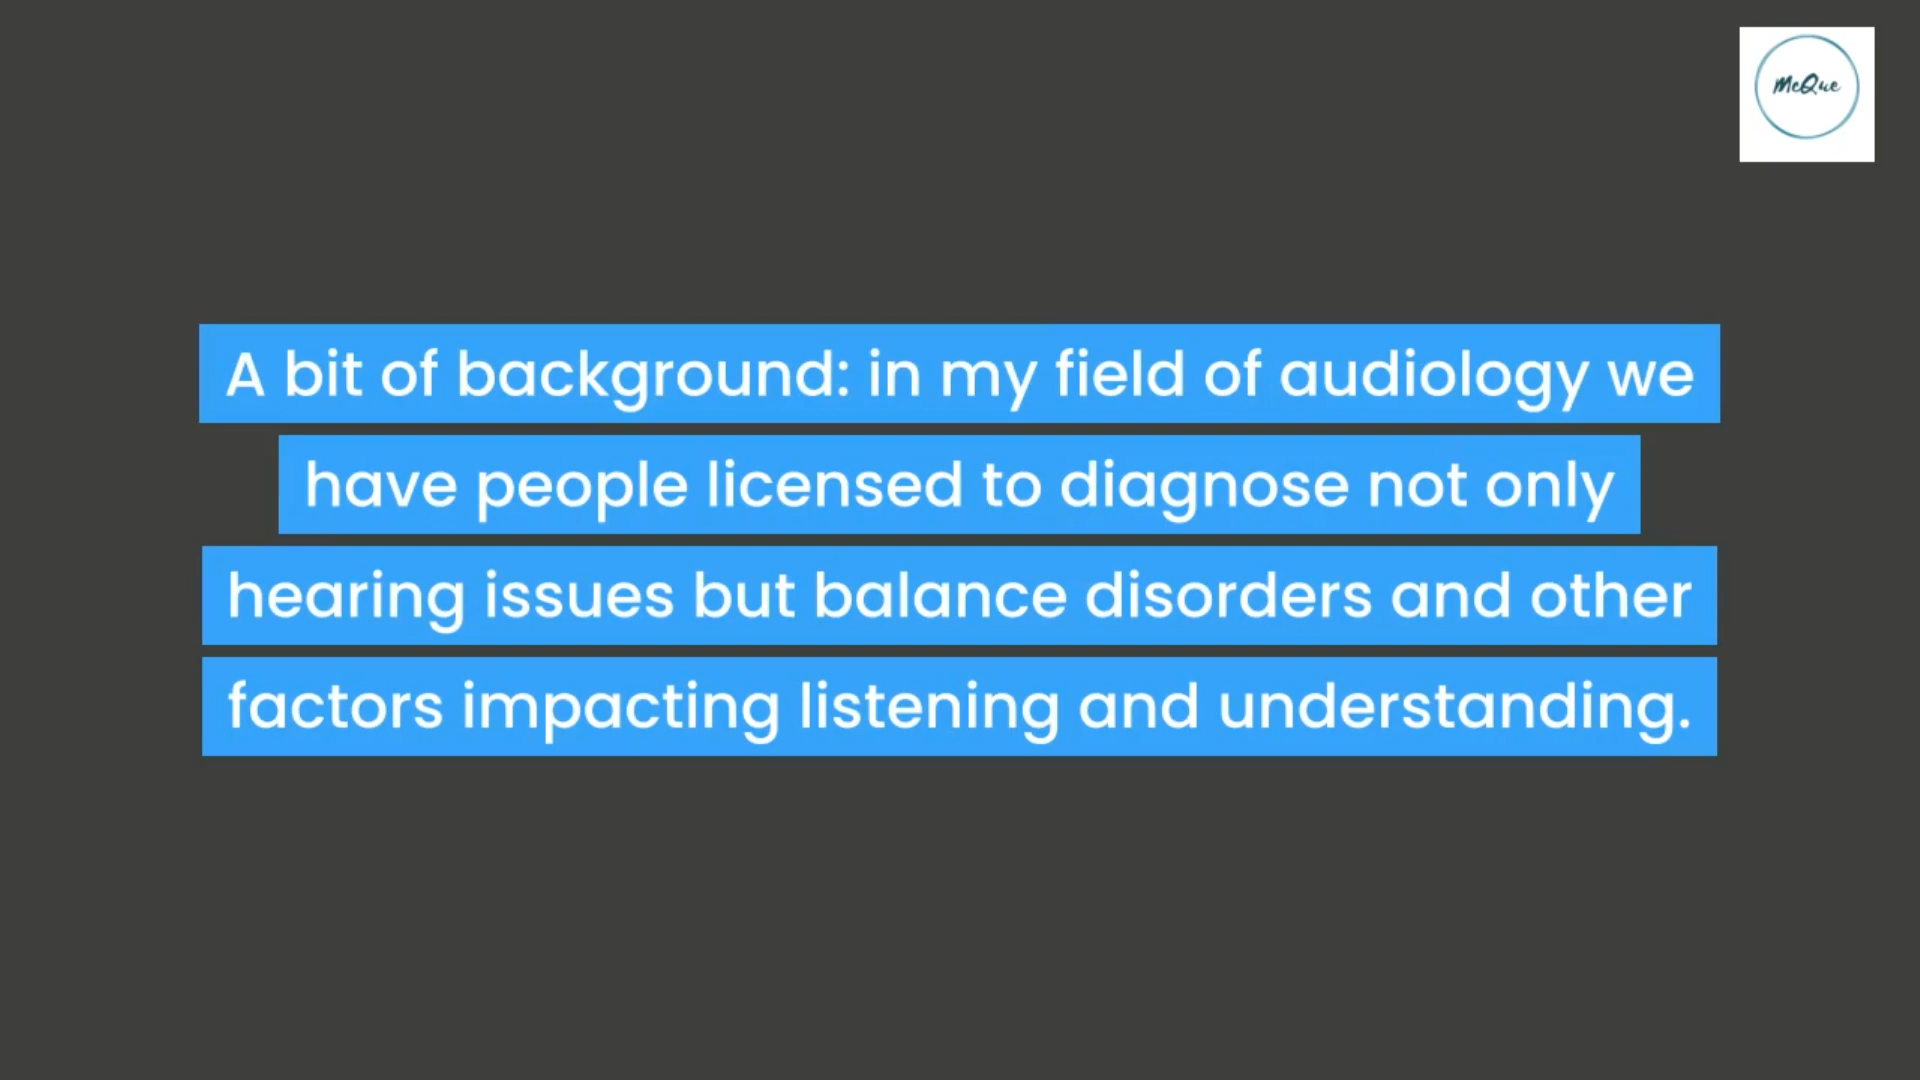 McQue
A bit of background: in my field of audiology we
have people licensed to diagnose not only
hearing issues but balance disorders and other
factors impacting listening and understanding.